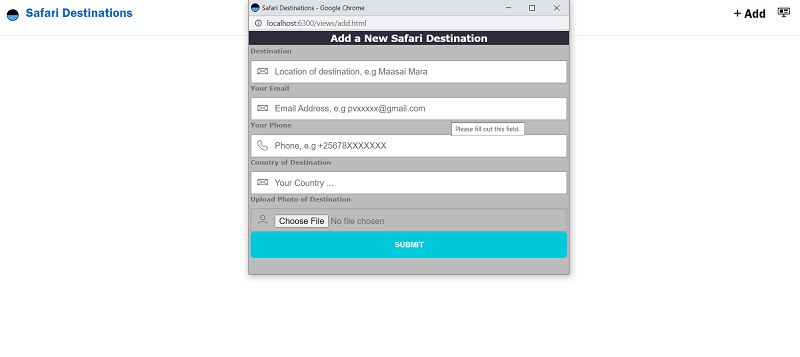 Safari Destinations
+ Add
Safari Destinations - Google Chrome
localhost:6300/views/add.html
Add a New Safari Destination
Destination
Location of destination, e.g Maasai Mara
Your Email
Email Address, e.g pvxxxxx@gmail.com
Your Phone
Please fill out this field.
Phone, e.g +25678XXXXXXX
Country of Destination
Your Country ...
Upload Photo of Destination
Choose File No file chosen
SUBMIT